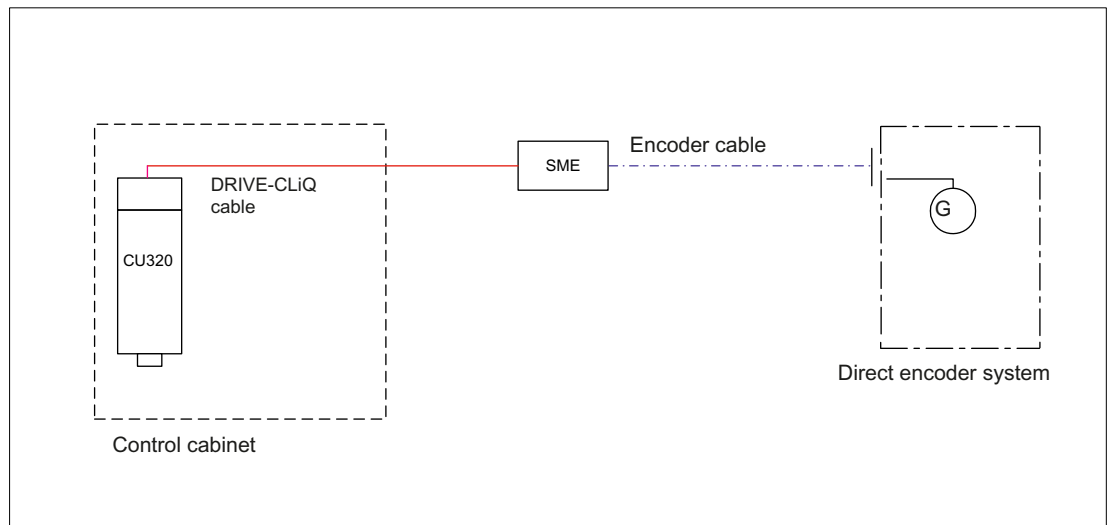 Encoder cable
SME
DRIVE-CLiQ
cable
G
CU320
Direct encoder system
Control cabinet